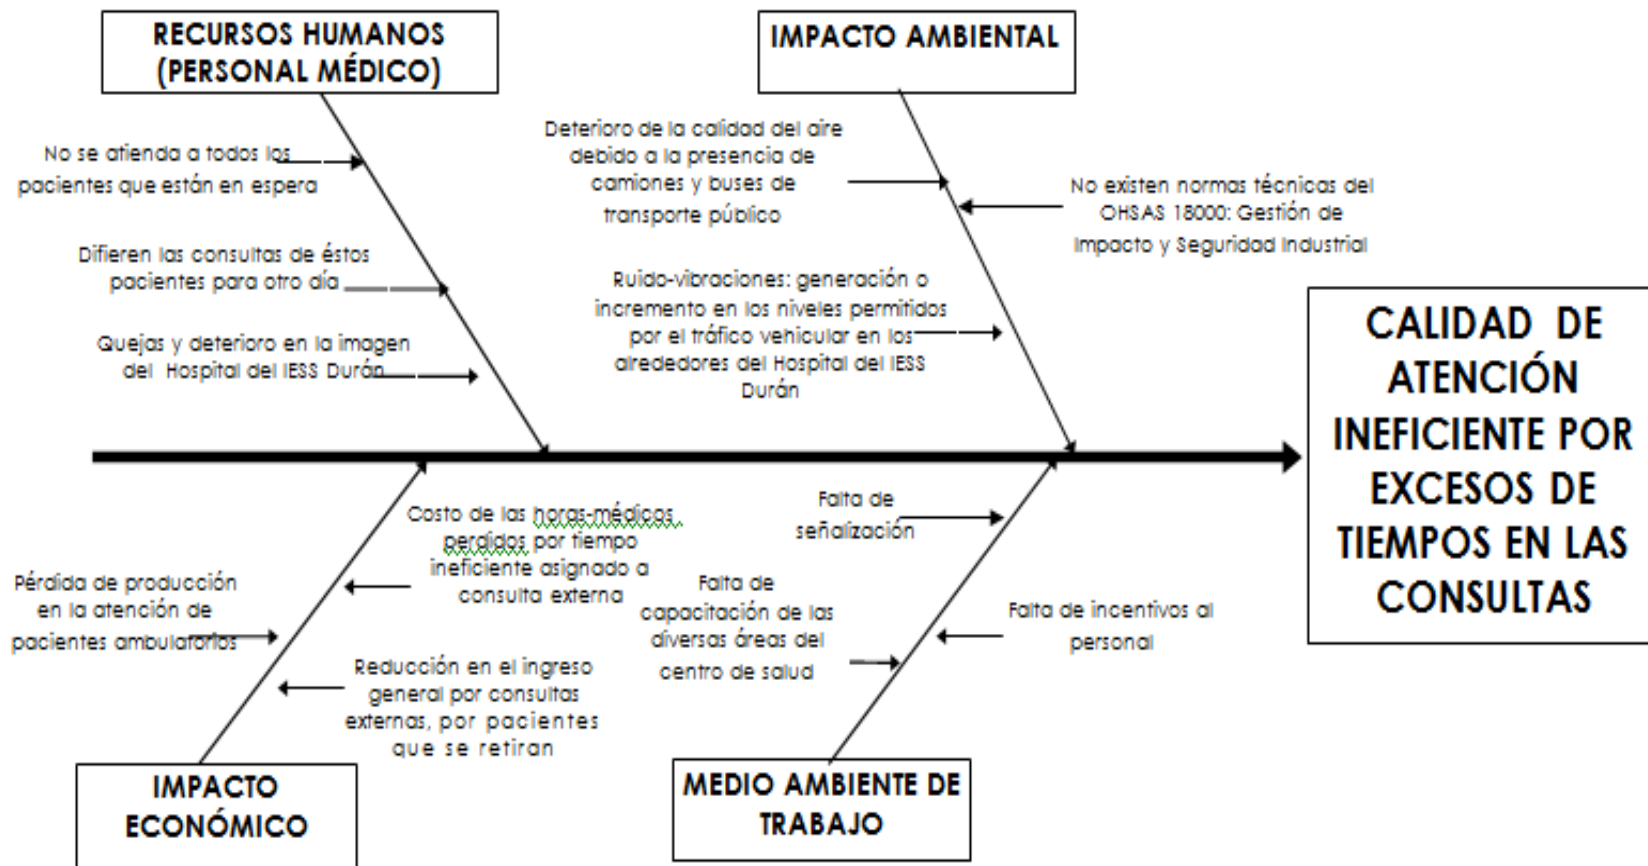 RECURSOS HUMANOS
(PERSONAL MÉDICO)
IMPACTO AMBIENTAL
No se atienda a todos los
pacientes que están en espera
Difieren las consultas de éstos
pacientes para otro día
Quejas y deterioro en la imagen
del Hospital del IESS Durán
Deterioro de la calidad del aire
debido a la presencia de
camiones y buses de
transporte público
No existen normas técnicas del
OHSAS 18000: Gestión de
Impacto y Seguridad Industrial
Ruido-vibraciones: generación o
incremento en los niveles permitidos
por el tráfico vehicular en los
alrededores del Hospital del IESS
Durán
CALIDAD DE
ATENCIÓN
INEFICIENTE POR
EXCESOS DE
TIEMPOS EN LAS
CONSULTAS
Costo de las horas-médicos
perdidos por tiempo
ineficiente asignado a
consulta externa
Pérdida de producción
en la atención de
pacientes ambulatorios
Reducción en el ingreso
general por consultas
externas, por pacientes
que se retiran
Falta de
señalización
Falta de
capacitación de las
diversas áreas del
centro de salud
Falta de incentivos al
personal
IMPACTO
ECONÓMICO
MEDIO AMBIENTE DE
TRABAJO